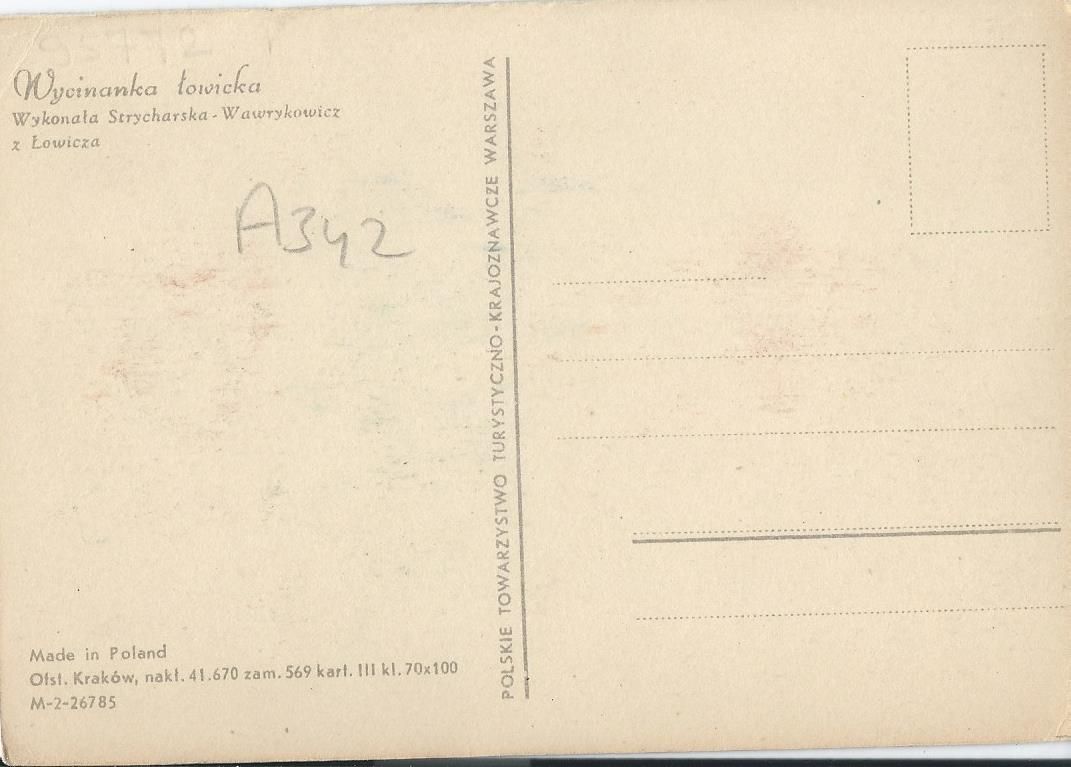 93772
Wycinanka łowicka
Wykonała Strycharska-Wawrykowicz
z Łowicza
A342
POLSKIE TOWARZYSTWO TURYSTYCZNO-KRAJOZNAWCZE WARSZAWA
Made in Poland
Ofst. Kraków, nakł. 41.670 zam. 569 kart. III kl. 70x100
M-2-26785